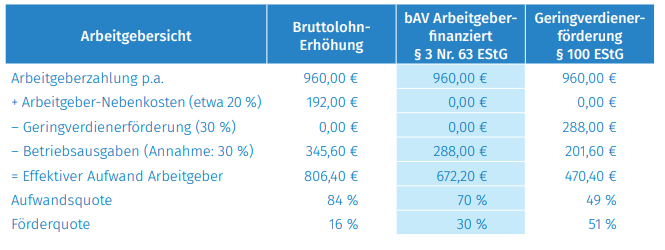 Arbeitgebersicht Bruttolohn-Erhöhung bAV Arbeitgeber-finanziert § 3 Nr. 63 EStG Geringverdiener-förderung § 100 EStG
Arbeitgeberzahlung p.a. 960,00 € 960,00 € 960,00 €
+ Arbeitgeber-Nebenkosten (etwa 20 %) 192,00 € 0,00 € 0,00 €
– Geringverdienerförderung (30 %) 0,00 € 0,00 € 288,00 €
– Betriebsausgaben (Annahme: 30 %) 345,60 € 288,00 € 201,60 €
= Effektiver Aufwand Arbeitgeber 806,40 € 672,20 € 470,40 €
Aufwandsquote 84 % 70 % 49 %
Förderquote 16 % 30 % 51 %